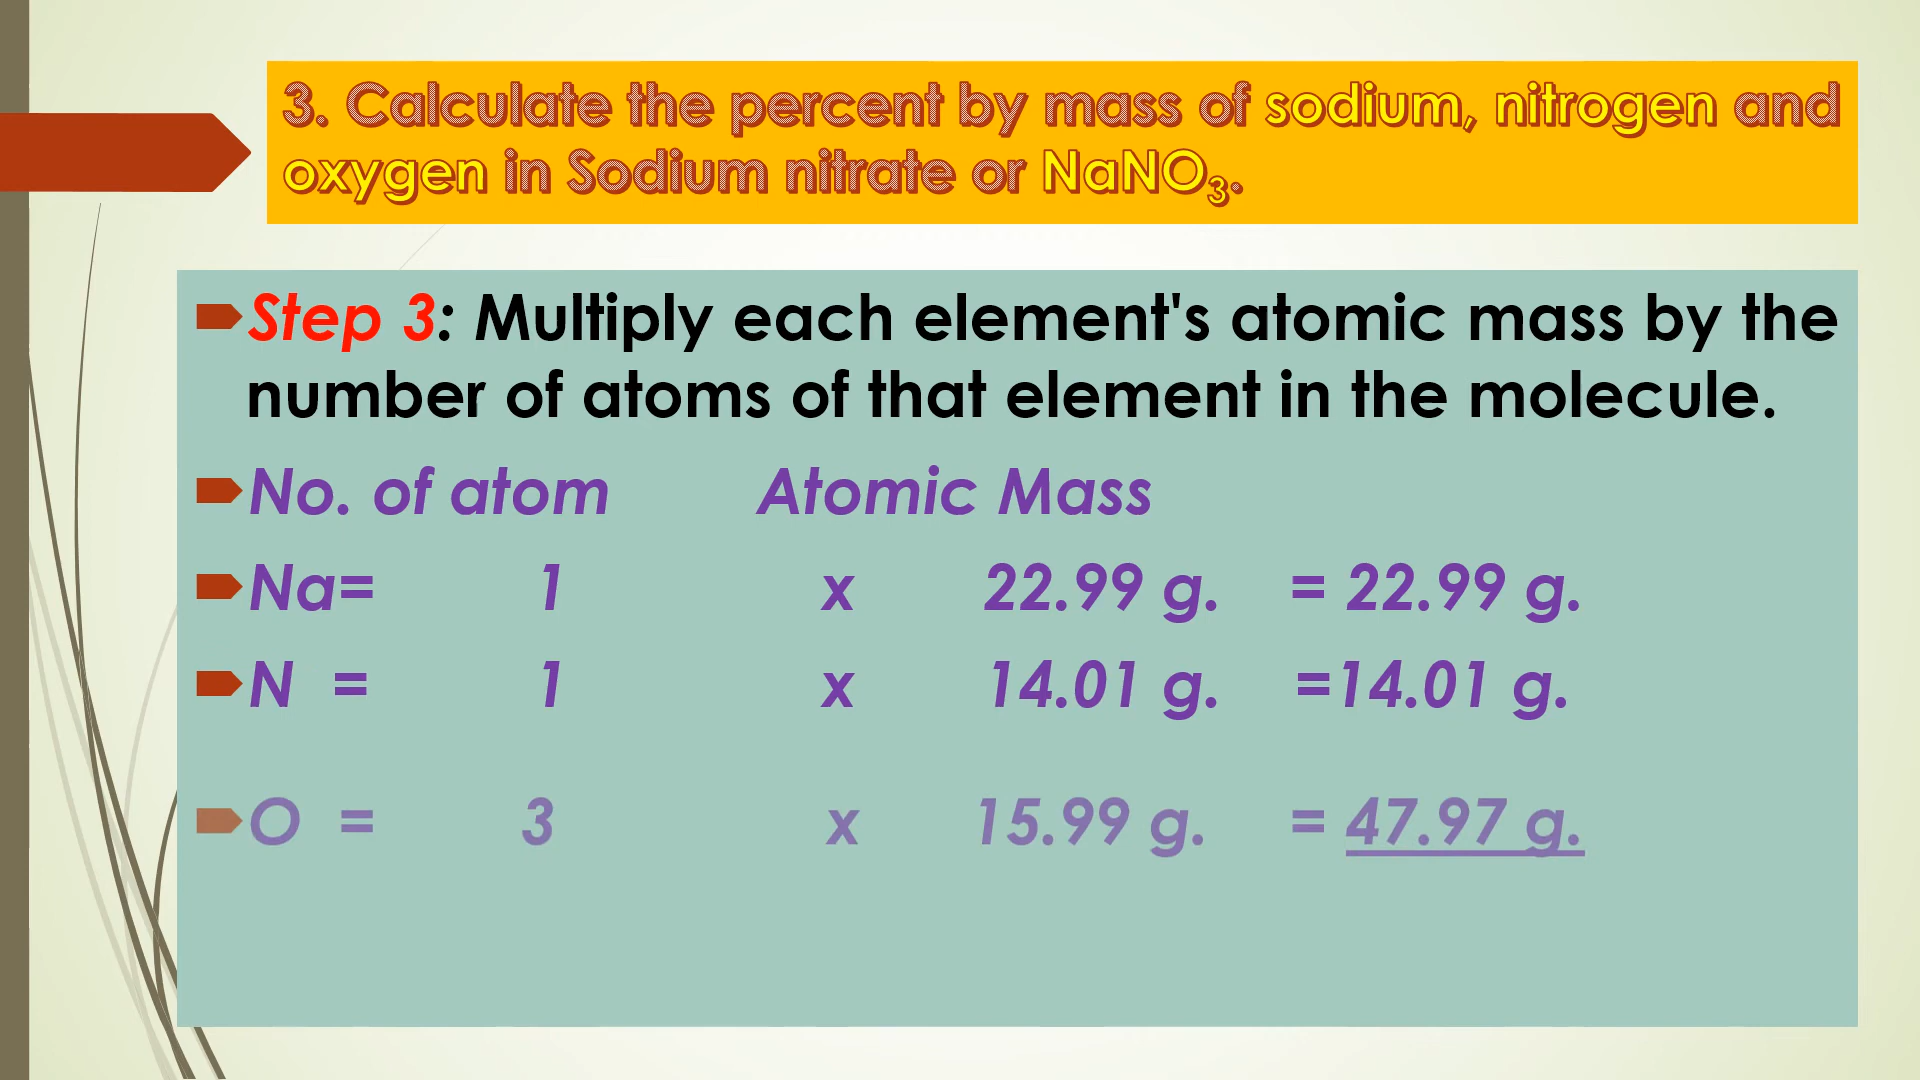 3. Calculate the percent by mass of sodium, nitrogen and
oxygen in Sodium nitrate or NaNO₃.
Step 3: Multiply each element's atomic mass by the
number of atoms of that element in the molecule.
No. of atom Atomic Mass
Na= 1 x 22.99 g. = 22.99 g.
N = 1 x 14.01 g. =14.01 g.
O = 3 x 15.99 g. = 47.97 g.